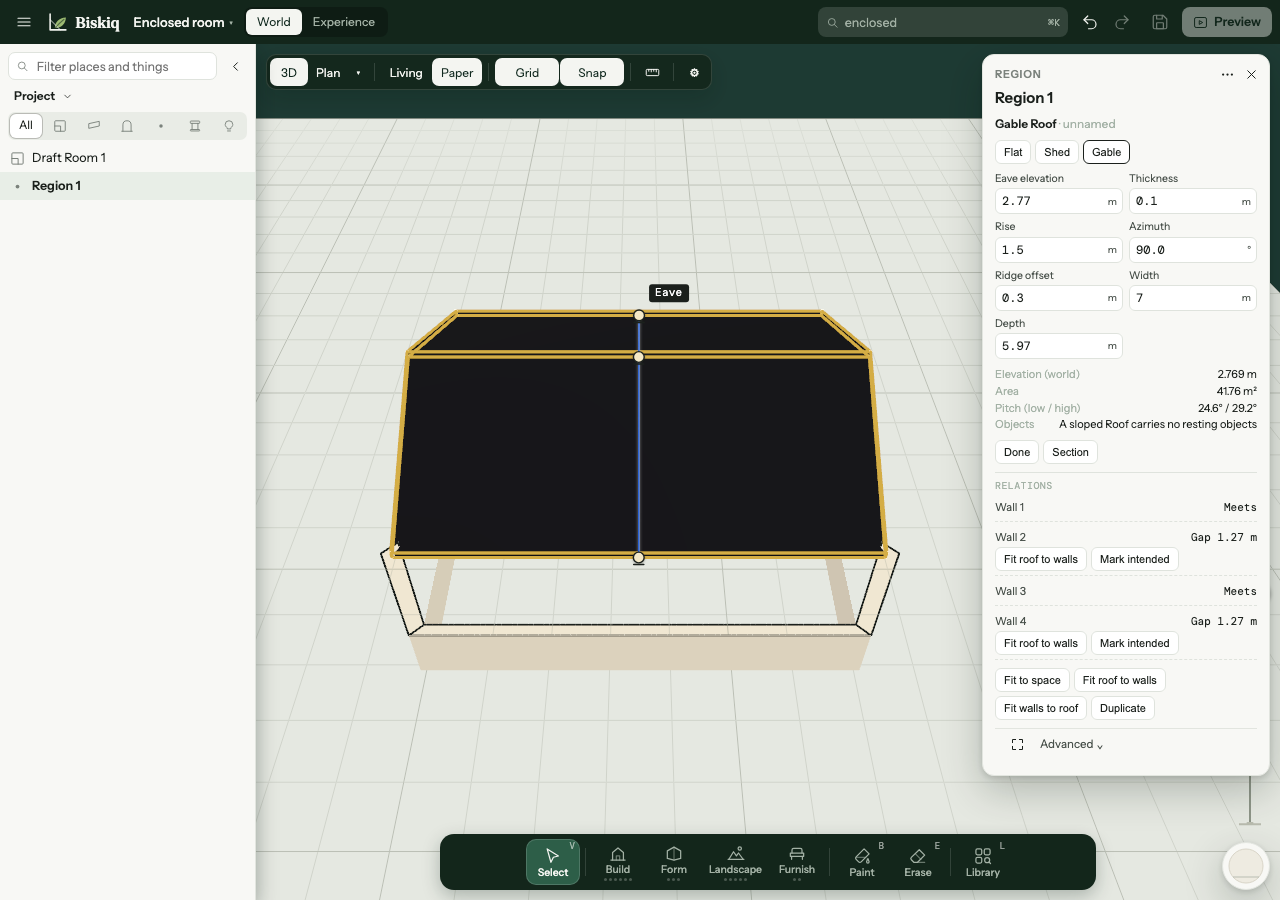 Biskiq
Enclosed room
World
Experience
enclosed
⌘K
Preview
Filter places and things
Project
All
Draft Room 1
Region 1
3D
Plan
Living
Paper
Grid
Snap
Eave
REGION
Region 1
Gable Roof · unnamed
Flat
Shed
Gable
Eave elevation
Thickness
2.77 m
0.1 m
Rise
Azimuth
1.5 m
90.0 °
Ridge offset
Width
0.3 m
7 m
Depth
5.97 m
Elevation (world) 2.769 m
Area 41.76 m²
Pitch (low / high) 24.6° / 29.2°
Objects A sloped Roof carries no resting objects
Done
Section
RELATIONS
Wall 1 Meets
Wall 2 Gap 1.27 m
Fit roof to walls
Mark intended
Wall 3 Meets
Wall 4 Gap 1.27 m
Fit roof to walls
Mark intended
Fit to space
Fit roof to walls
Fit walls to roof
Duplicate
Advanced
V
Select
Build
Form
Landscape
Furnish
B
Paint
E
Erase
L
Library